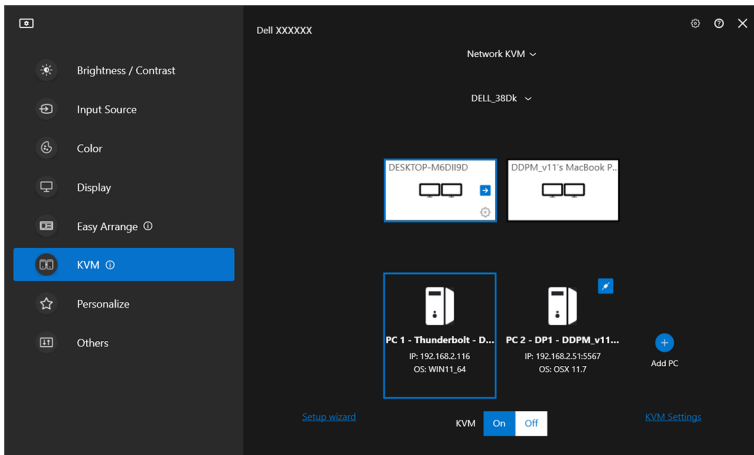 Dell XXXXXX
Network KVM
DELL_38Dk
Brightness / Contrast
Input Source
Color
Display
Easy Arrange
KVM
Personalize
Others
DESKTOP-M6DII9D
DDPM_v11's MacBook P..
PC 1 - Thunderbolt - D...
IP: 192.168.2.116
OS: WIN11_64
PC 2 - DP1 - DDPM_v11...
IP: 192.168.2.51:5567
OS: OSX 11.7
Add PC
Setup wizard
KVM On Off
KVM Settings